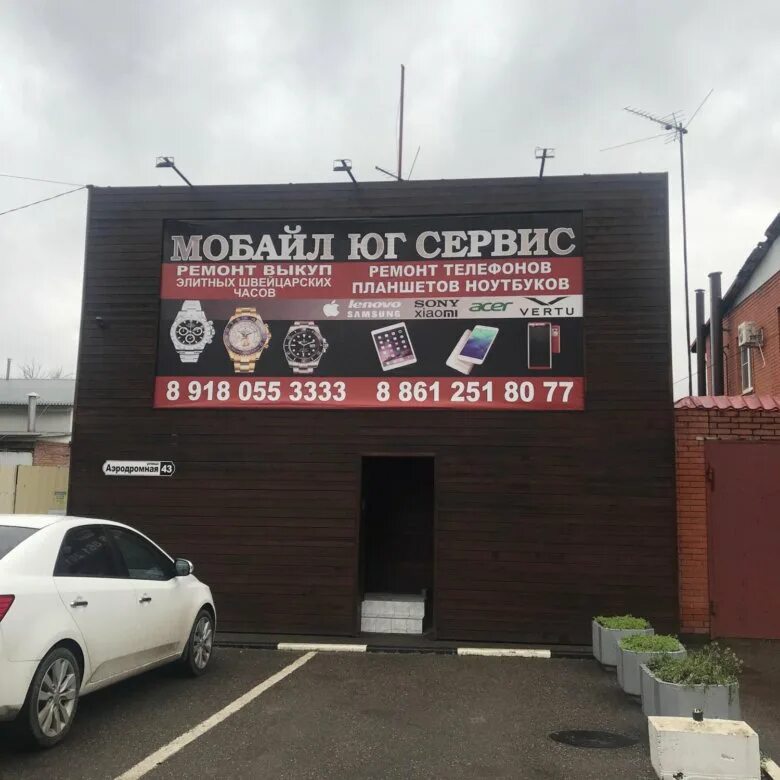 МОБАЙЛ ЮГ СЕРВИС
РЕМОНТ ВЫКУП
ЭЛИТНЫХ ШВЕЙЦАРСКИХ
ЧАСОВ
РЕМОНТ ТЕЛЕФОНОВ
ПЛАНШЕТОВ НОУТБУКОВ
lenovo SONY acer
SAMSUNG xiaomi VERTU
8 918 055 3333 8 861 251 80 77
улица
Аэродромная 43